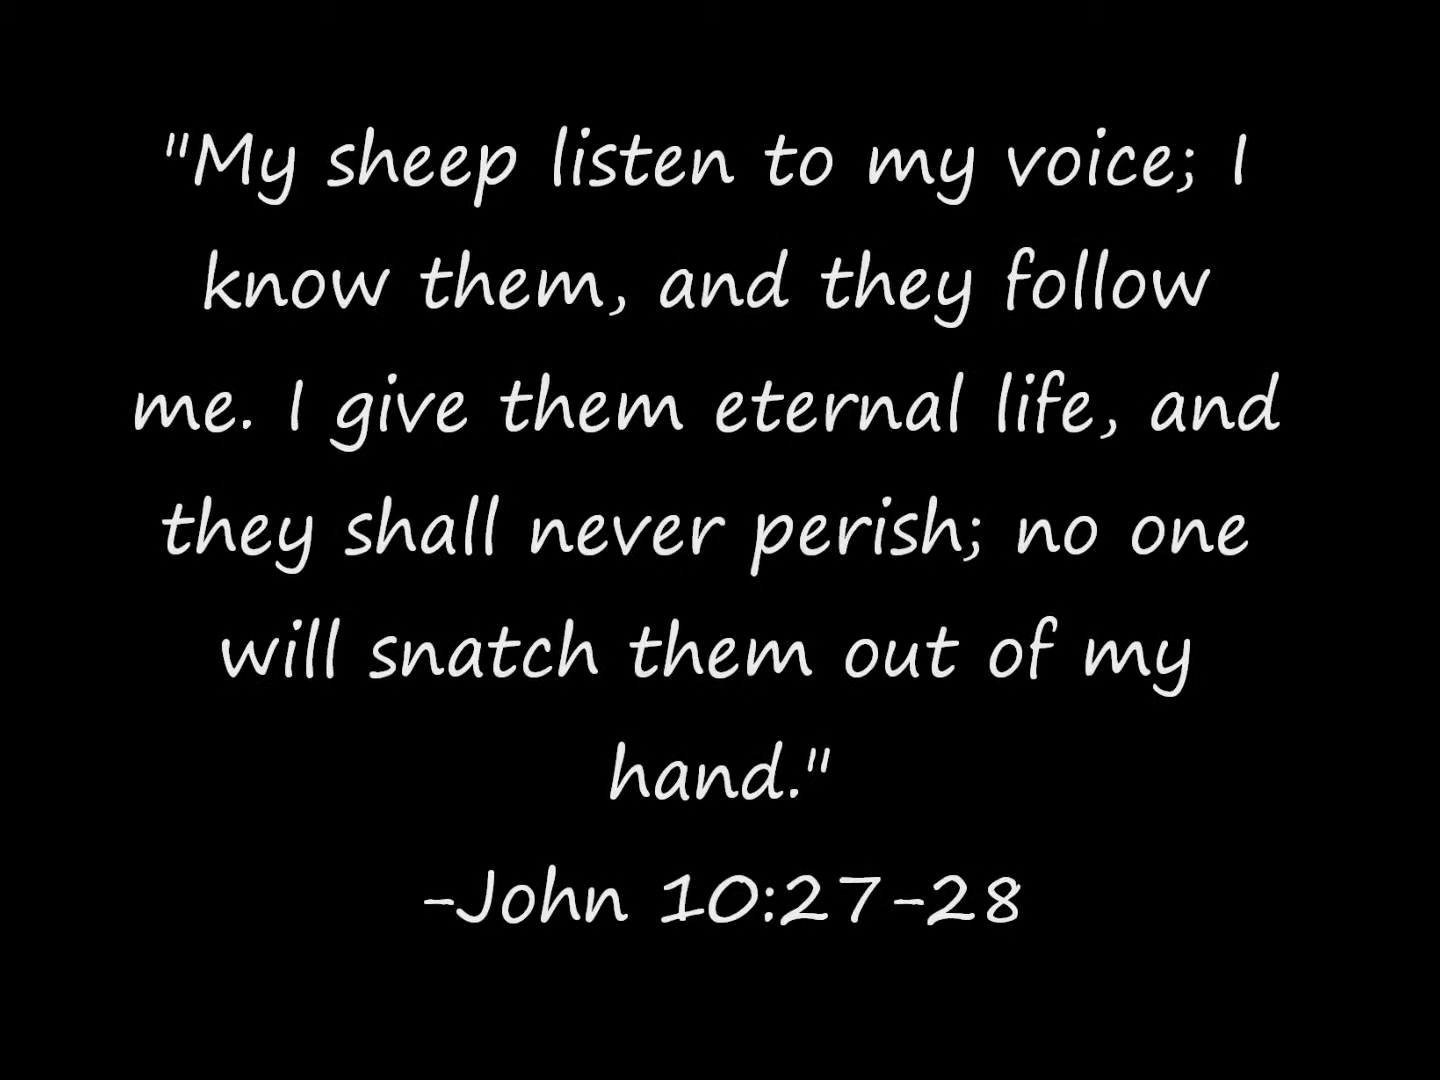 "My sheep listen to my voice; I
know them, and they follow
me. I give them eternal life, and
they shall never perish; no one
will snatch them out of my
hand."
-John 10:27-28